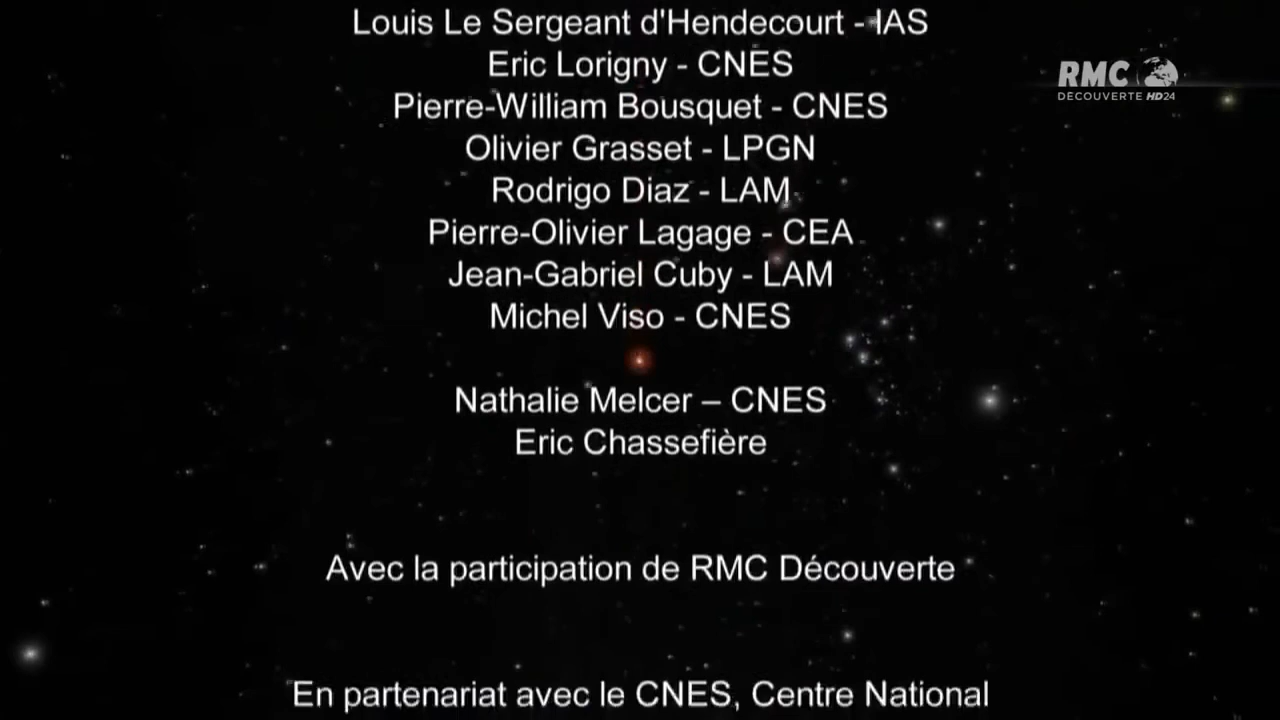 Louis Le Sergeant d'Hendecourt - IAS
Eric Lorigny - CNES
RMC
DÉCOUVERTE HD24
Pierre-William Bousquet - CNES
Olivier Grasset - LPGN
Rodrigo Diaz - LAM
Pierre-Olivier Lagage - CEA
Jean-Gabriel Cuby - LAM
Michel Viso - CNES
Nathalie Melcer – CNES
Eric Chassefière
Avec la participation de RMC Découverte
En partenariat avec le CNES, Centre National